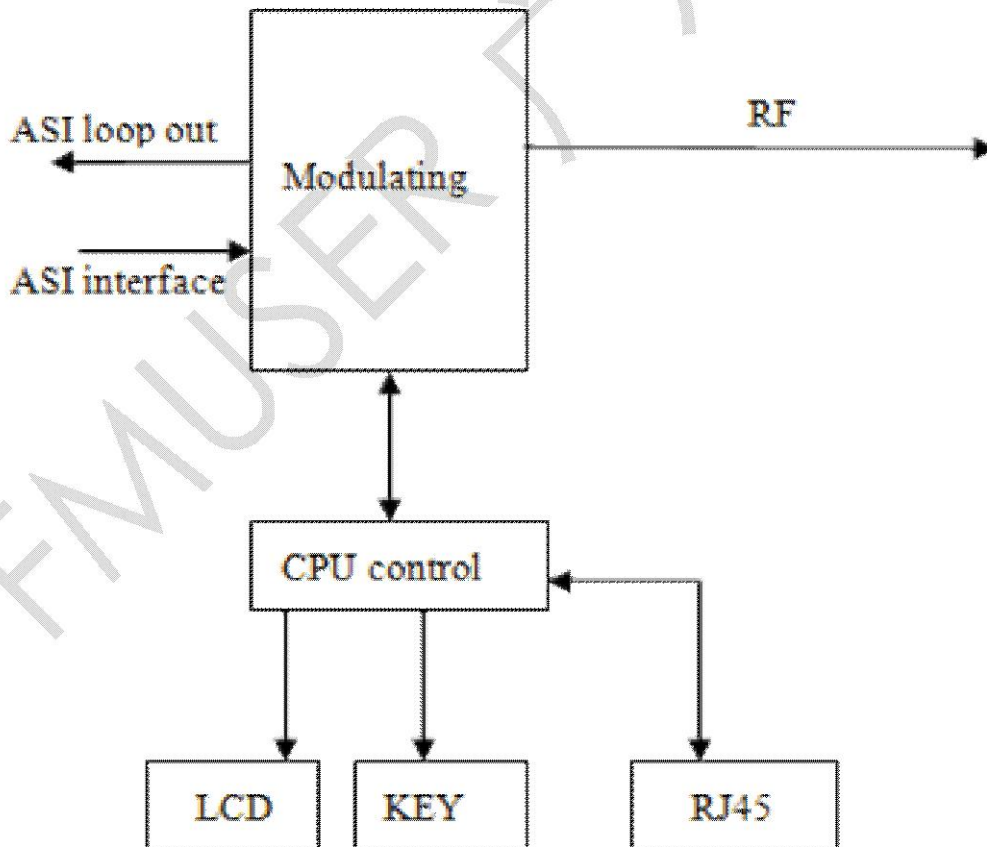 RF
ASI loop out
Modulating
ASI interface
CPU control
LCD
KEY
RJ45
FMUSER